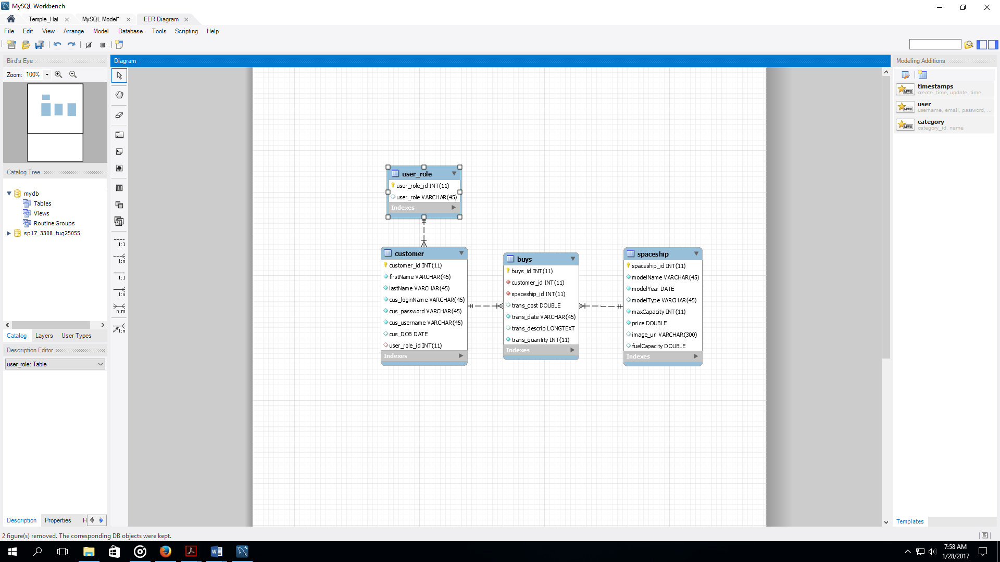 MySQL Workbench
Temple_Hai
MySQL Model*
EER Diagram
File Edit View Arrange Model Database Tools Scripting Help
Bird's Eye
Zoom: 100%
Catalog Tree
mydb
Tables
Views
Routine Groups
sp17_3308_tug25055
Catalog Layers User Types
Description Editor
user_role: Table
Description Properties H
Diagram
1:1
1:n
1:1
1:n
n:m
1:n
user_role
user_role_id INT(11)
user_role VARCHAR(45)
Indexes
customer
customer_id INT(11)
firstName VARCHAR(45)
lastName VARCHAR(45)
cus_loginName VARCHAR(45)
cus_password VARCHAR(45)
cus_username VARCHAR(45)
cus_DOB DATE
user_role_id INT(11)
Indexes
buys
buys_id INT(11)
customer_id INT(11)
spaceship_id INT(11)
trans_cost DOUBLE
trans_date VARCHAR(45)
trans_descrip LONGTEXT
trans_quantity INT(11)
Indexes
spaceship
spaceship_id INT(11)
modelName VARCHAR(45)
modelYear DATE
modelType VARCHAR(45)
maxCapacity INT(11)
price DOUBLE
image_url VARCHAR(300)
fuelCapacity DOUBLE
Indexes
Modeling Additions
MWB
timestamps
create_time, update_time
MWB
user
username, email, password, ...
MWB
category
category_id, name
Templates
2 figure(s) removed. The corresponding DB objects were kept.
7:58 AM
1/28/2017